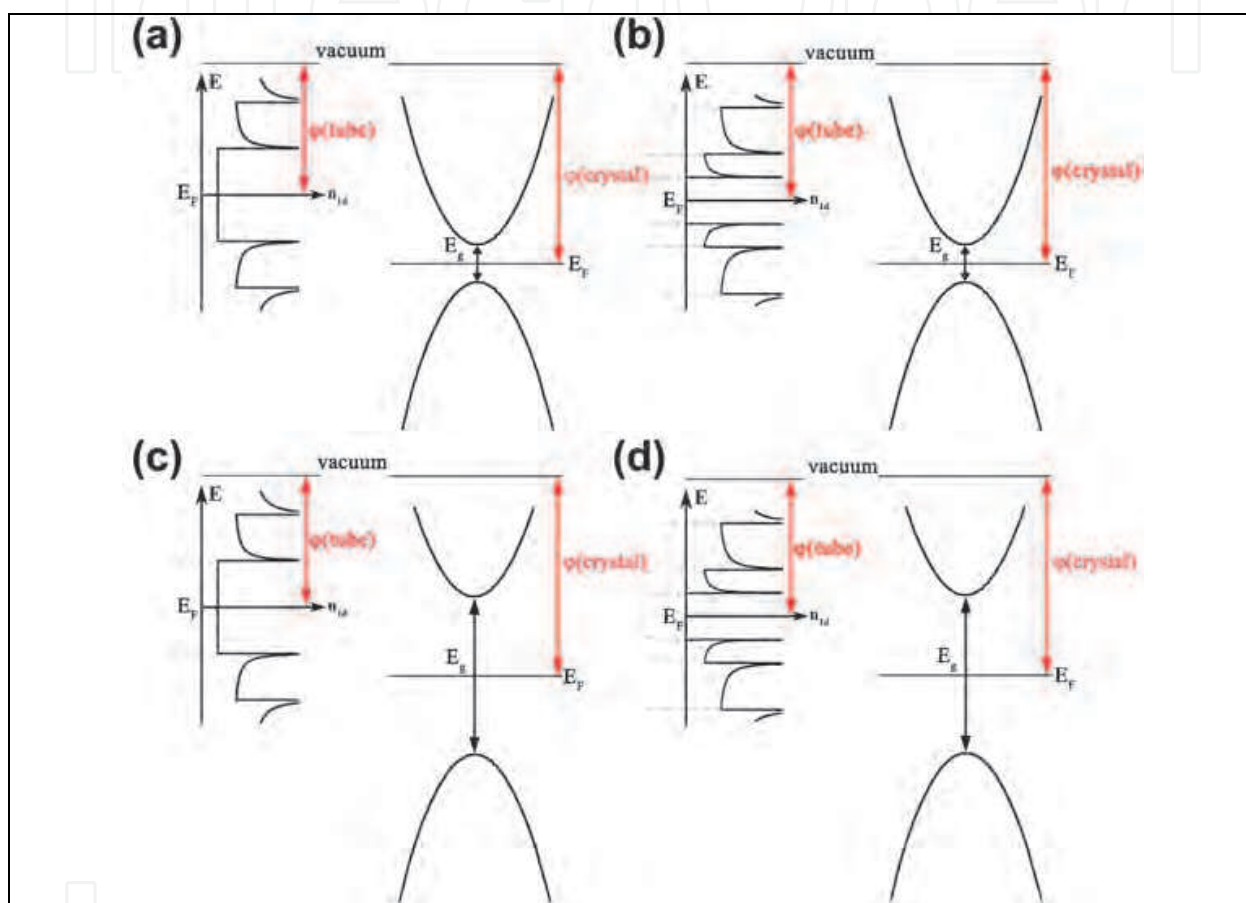 (a)
vacuum
E
φ(tube)
φ(crystal)
E_F
n_1d
E_g
E_F
(b)
vacuum
E
φ(tube)
φ(crystal)
E_F
n_1d
E_g
E_F
(c)
vacuum
E
φ(tube)
φ(crystal)
E_F
n_1d
E_g
E_F
(d)
vacuum
E
φ(tube)
φ(crystal)
E_F
n_1d
E_g
E_F